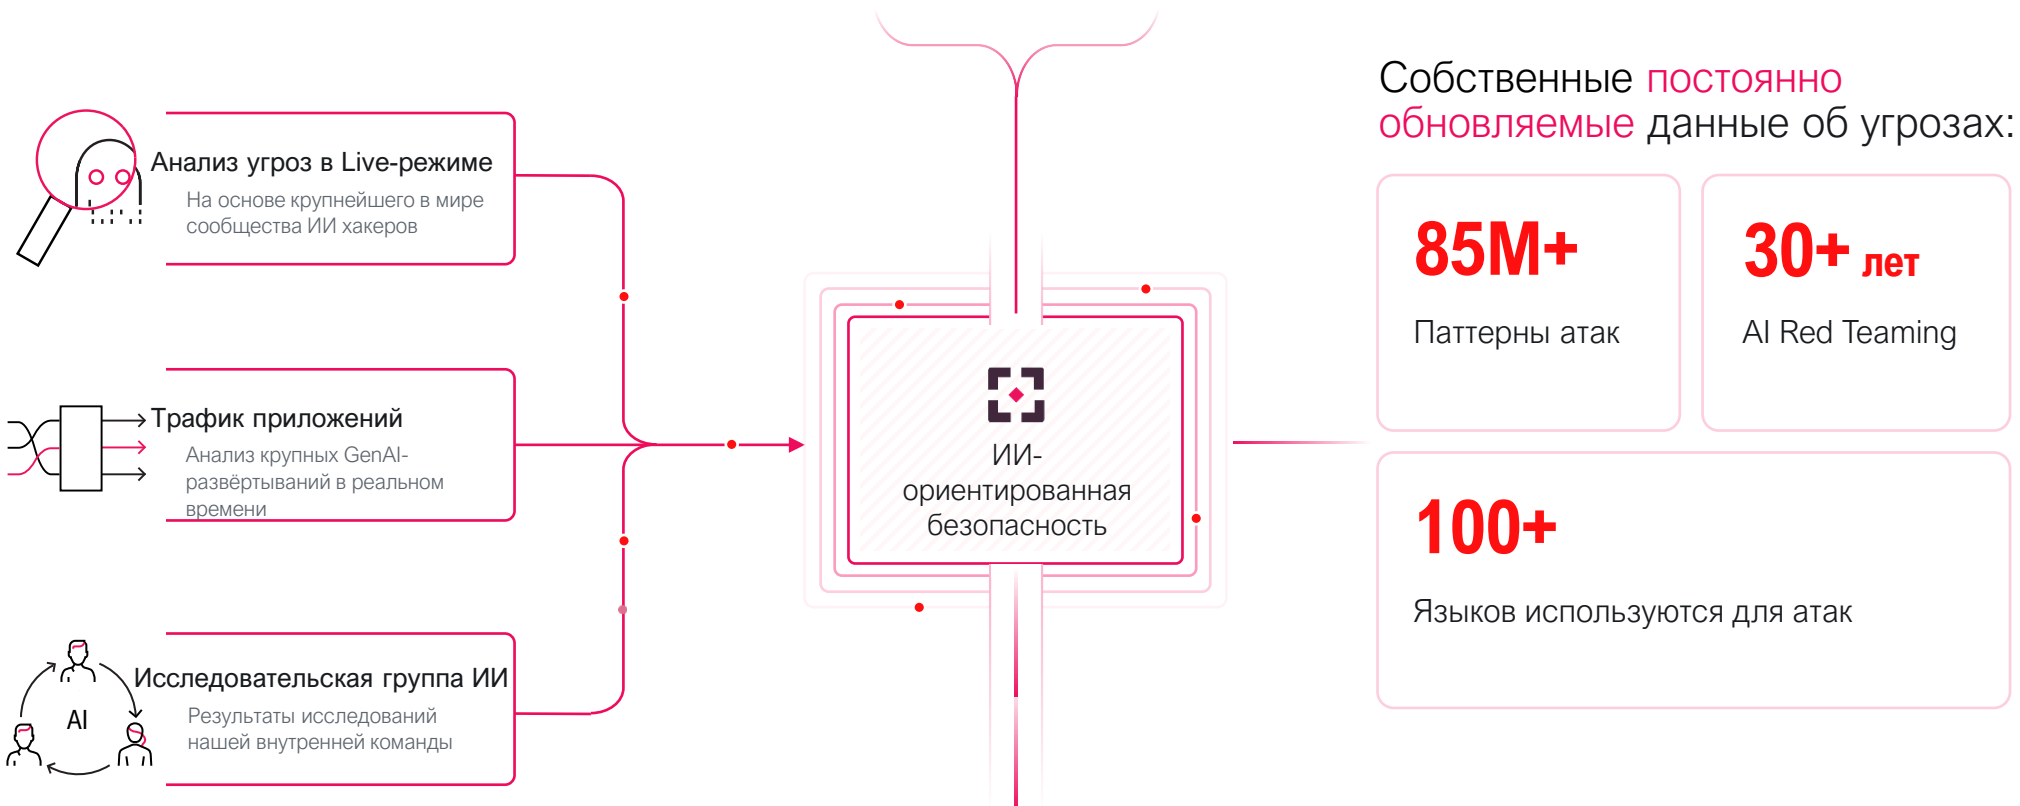 Анализ угроз в Live-режиме
На основе крупнейшего в мире
сообщества ИИ хакеров
Трафик приложений
Анализ крупных GenAI-
развёртываний в реальном
времени
Исследовательская группа ИИ
AI
Результаты исследований
нашей внутренней команды
ИИ-
ориентированная
безопасность
Собственные постоянно
обновляемые данные об угрозах:
85M+
Паттерны атак
30+ лет
AI Red Teaming
100+
Языков используются для атак